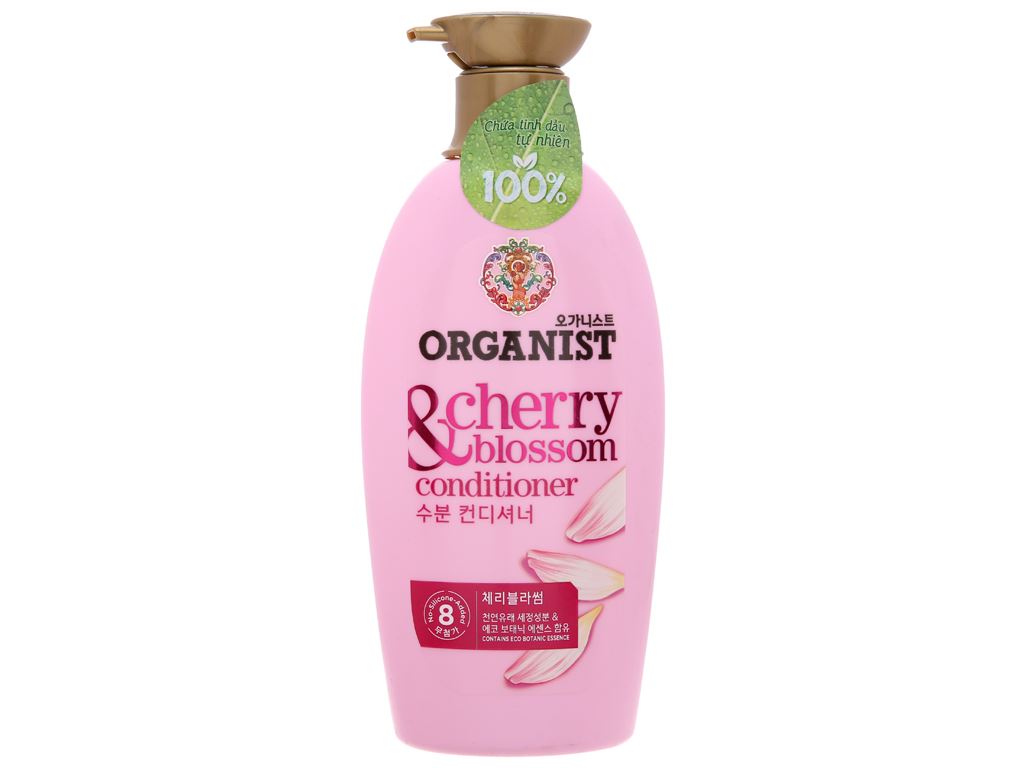 Chứa tinh dầu
tự nhiên
100%
오가니스트
ORGANIST
& cherry
blossom
conditioner
수분 컨디셔너
No-Silicone-Added
8
무첨가
체리블라썸
천연유래 세정성분 &
에코 보태닉 에센스 함유
CONTAINS ECO BOTANIC ESSENCE